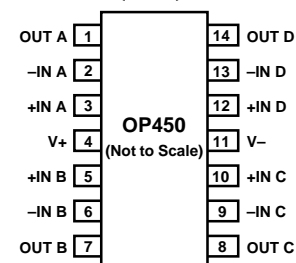 OUT A 1 14 OUT D
–IN A 2 13 –IN D
+IN A 3 12 +IN D
OP450
V+ 4 11 V–
(Not to Scale)
+IN B 5 10 +IN C
–IN B 6 9 –IN C
OUT B 7 8 OUT C